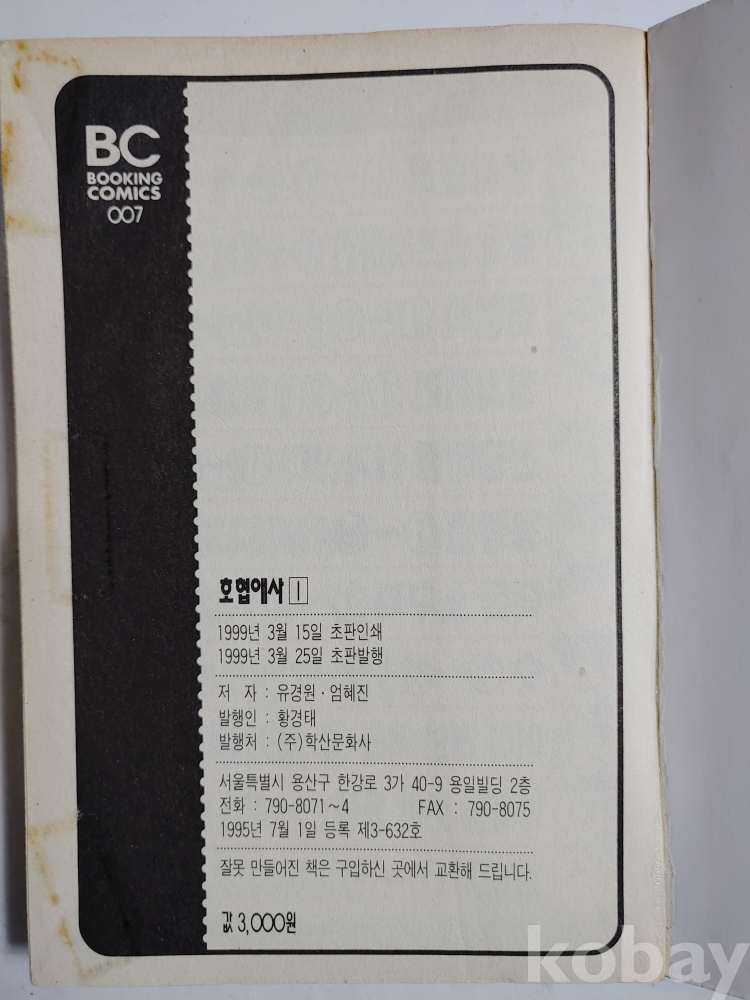 BC
BOOKING
COMICS
007
호협애사 1
1999년 3월 15일 초판인쇄
1999년 3월 25일 초판발행
저 자 : 유경원·엄혜진
발행인 : 황경태
발행처 : (주)학산문화사
서울특별시 용산구 한강로 3가 40-9 용일빌딩 2층
전화 : 790-8071~4 FAX : 790-8075
1995년 7월 1일 등록 제3-632호
잘못 만들어진 책은 구입하신 곳에서 교환해 드립니다.
값 3,000원
kobay